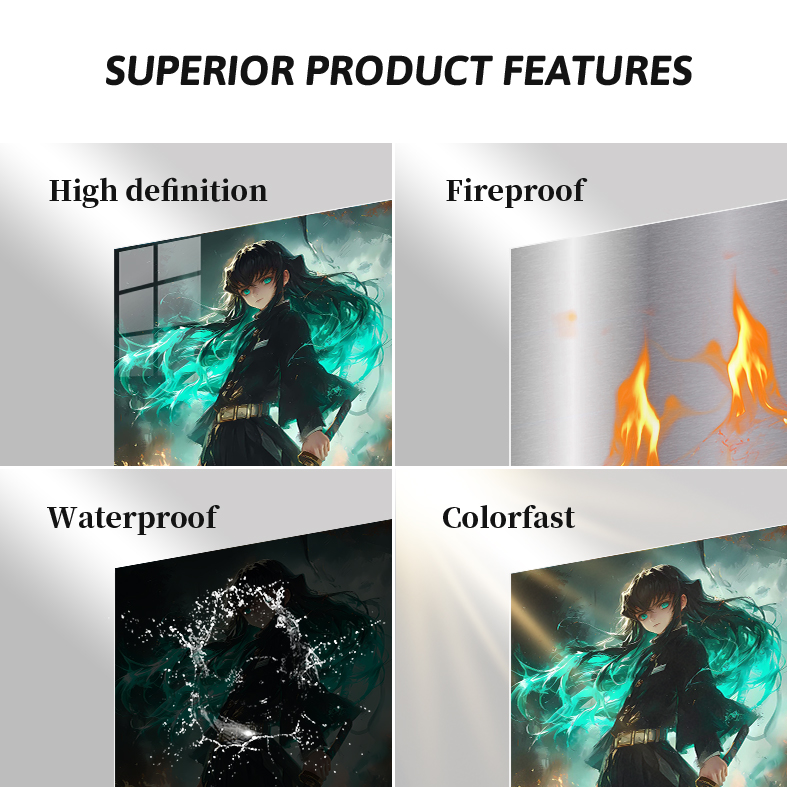 SUPERIOR PRODUCT FEATURES
High definition
Fireproof
Waterproof
Colorfast